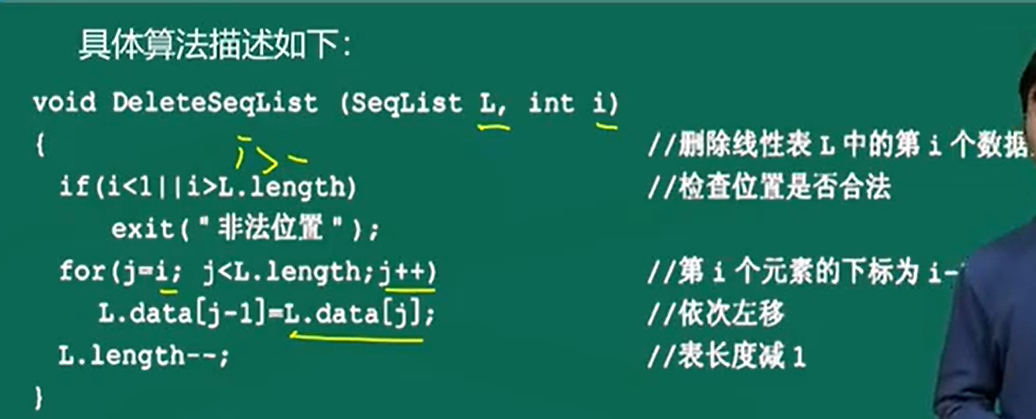 具体算法描述如下：
void DeleteSeqList (SeqList L, int i)
{ //删除线性表 L 中的第 i 个数据
i>
if(i<1||i>L.length) //检查位置是否合法
exit("非法位置");
for(j=i; j<L.length;j++) //第 i 个元素的下标为 i-
L.data[j-1]=L.data[j]; //依次左移
L.length--; //表长度减 1
}